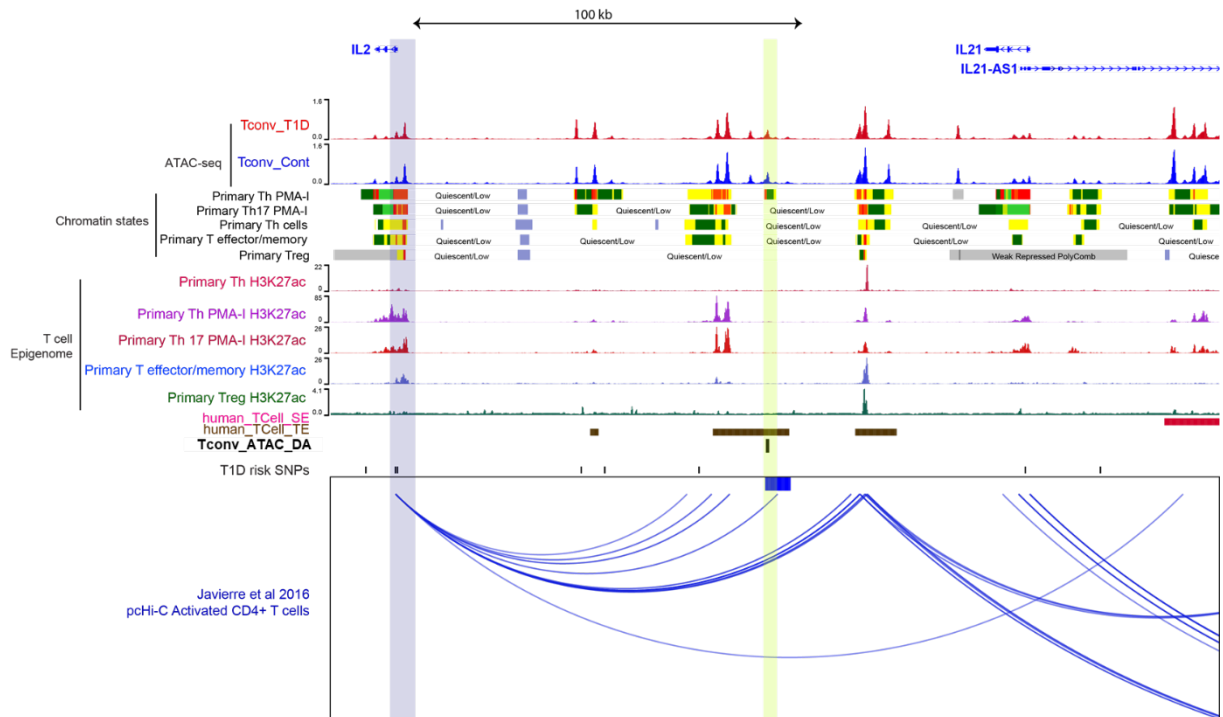 100 kb
IL2
IL21
IL21-AS1
1.6
Tconv_T1D
0.0
ATAC-seq
1.6
Tconv_Cont
0.0
Primary Th PMA-I
Quiescent/Low
Quiescent/Low
Chromatin states
Primary Th17 PMA-I
Quiescent/Low
Quiescent/Low
Quiescent/Low
Quiescent/Low
Primary Th cells
Quiescent/Low
Quiescent/Low
Quiescent/Low
Primary T effector/memory
Quiescent/Low
Quiescent/Low
Quiescent/Low
Quiescent/Low
Quiescent/Low
Primary Treg
Quiescent/Low
Quiescent/Low
Weak Repressed PolyComb
Quiesce
22
Primary Th H3K27ac
0
85
Primary Th PMA-I H3K27ac
0
T cell
Epigenome
26
Primary Th 17 PMA-I H3K27ac
0
26
Primary T effector/memory H3K27ac
0
4.1
Primary Treg H3K27ac
0.0
human_TCell_SE
human_TCell_TE
Tconv_ATAC_DA
T1D risk SNPs
Javierre et al 2016
pcHi-C Activated CD4+ T cells